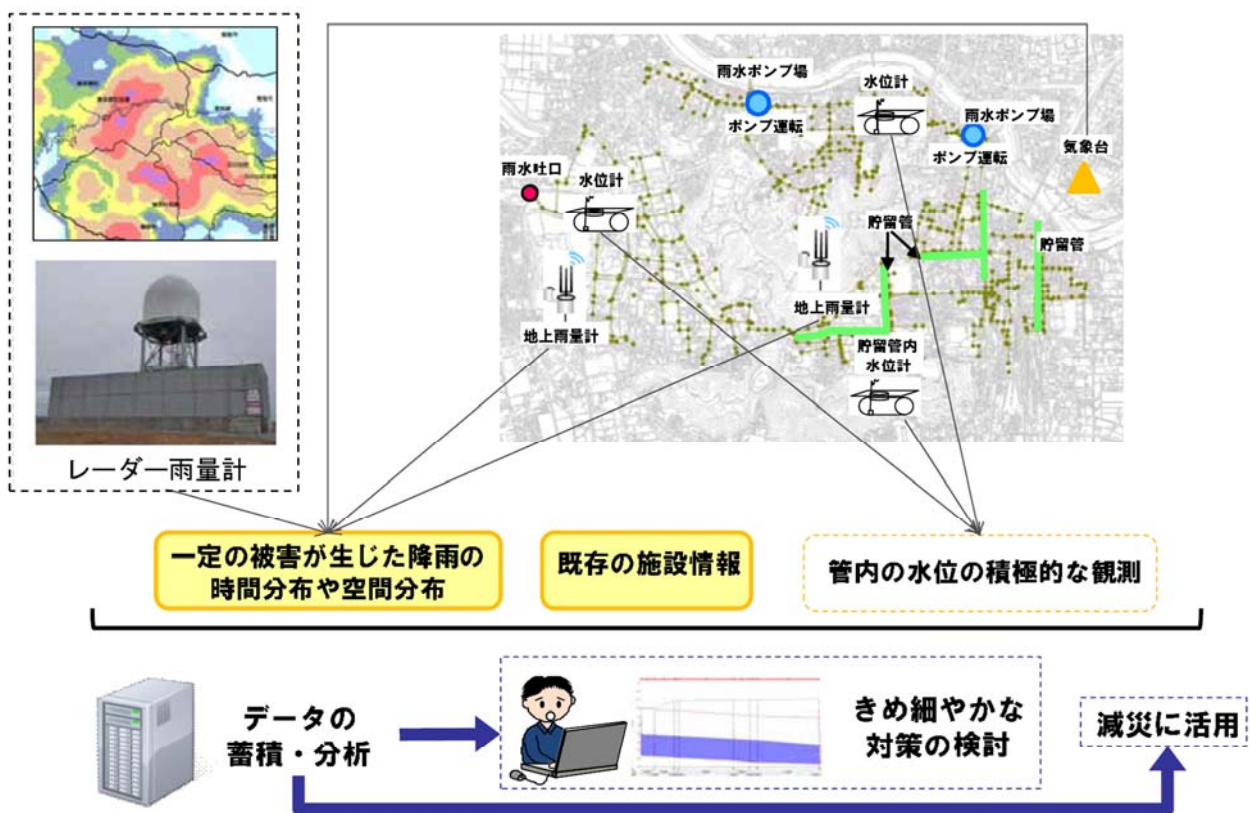 レーダー雨量計
雨水ポンプ場
ポンプ運転
水位計
雨水ポンプ場
ポンプ運転
気象台
雨水吐口
水位計
貯留管
貯留管
地上雨量計
地上雨量計
貯留管内
水位計
一定の被害が生じた降雨の
時間分布や空間分布
既存の施設情報
管内の水位の積極的な観測
データの
蓄積・分析
きめ細やかな
対策の検討
減災に活用